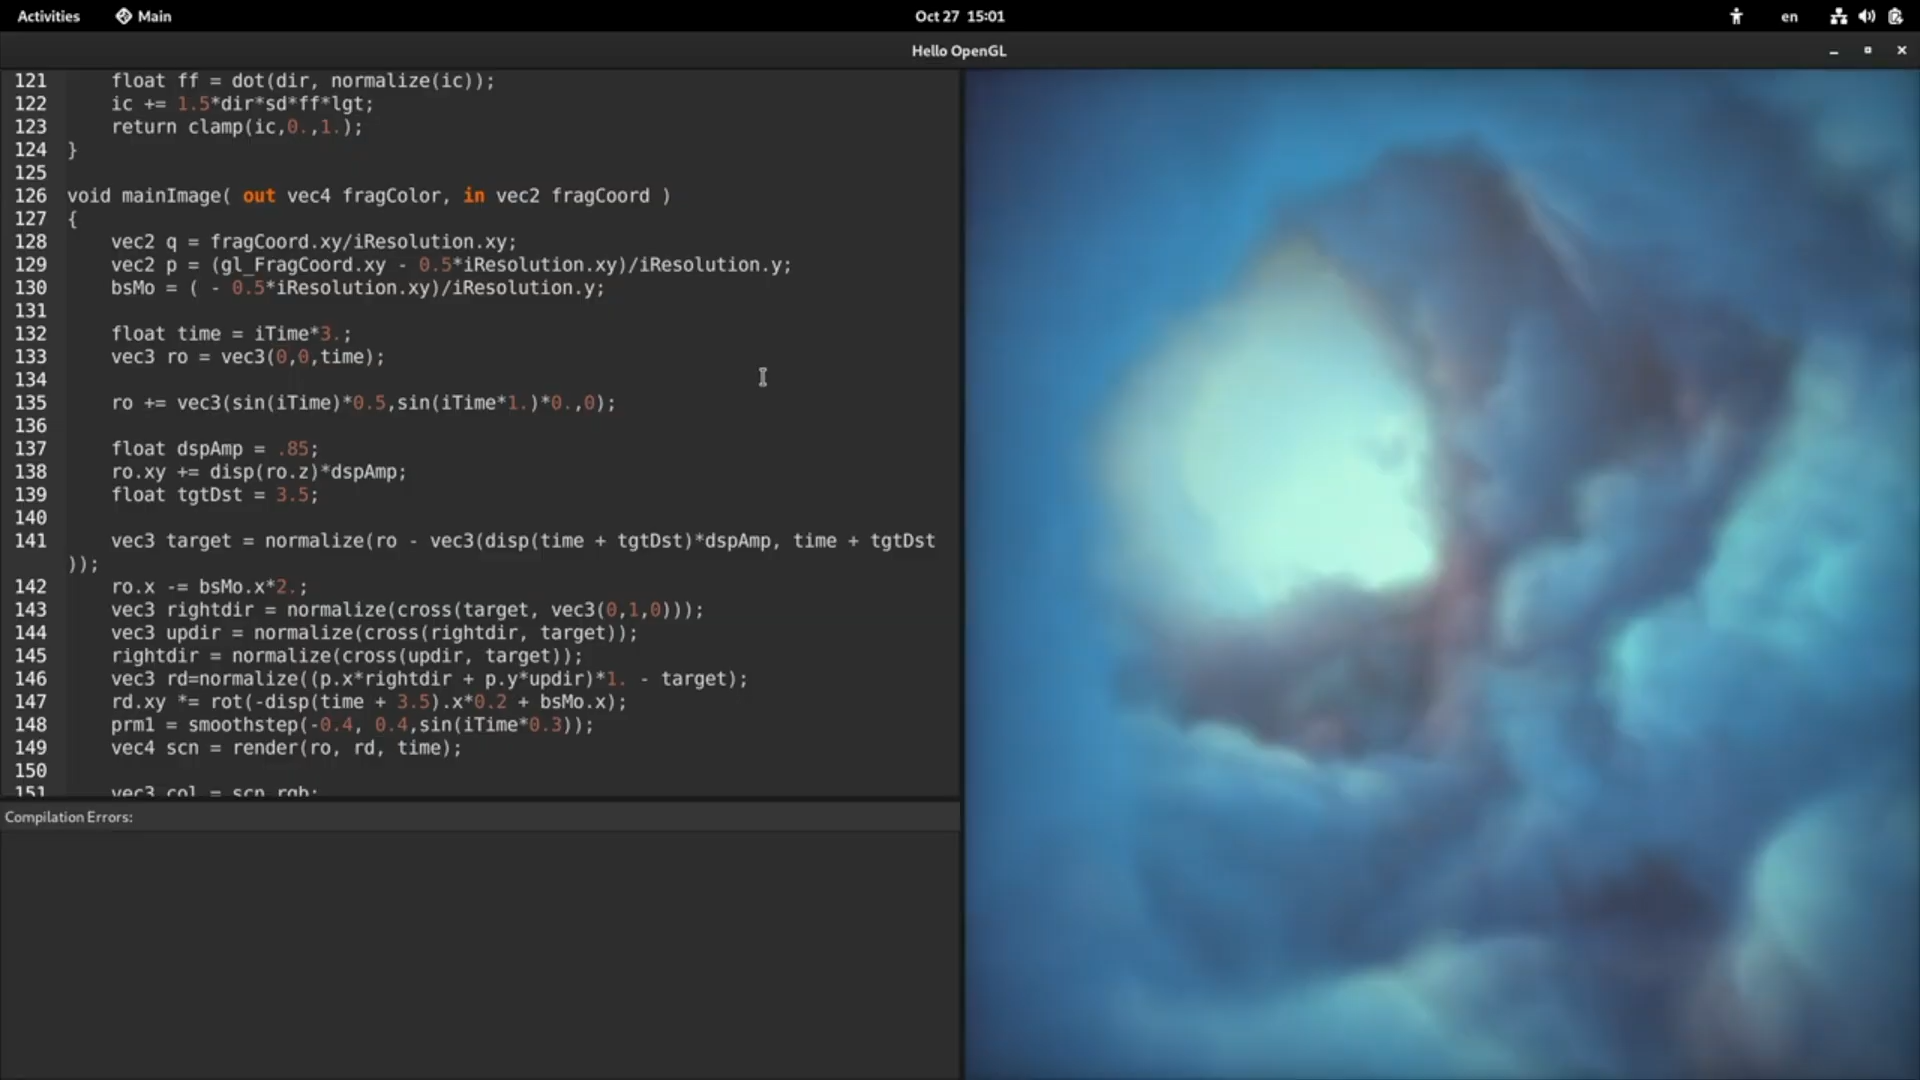 Activities Main Oct 27 15:01 en
Hello OpenGL
121 float ff = dot(dir, normalize(ic));
122 ic += 1.5*dir*sd*ff*lgt;
123 return clamp(ic,0.,1.);
124 }
125
126 void mainImage( out vec4 fragColor, in vec2 fragCoord )
127 {
128 vec2 q = fragCoord.xy/iResolution.xy;
129 vec2 p = (gl_FragCoord.xy - 0.5*iResolution.xy)/iResolution.y;
130 bsMo = ( - 0.5*iResolution.xy)/iResolution.y;
131
132 float time = iTime*3.;
133 vec3 ro = vec3(0,0,time);
134
135 ro += vec3(sin(iTime)*0.5,sin(iTime*1.)*0.,0);
136
137 float dspAmp = .85;
138 ro.xy += disp(ro.z)*dspAmp;
139 float tgtDst = 3.5;
140
141 vec3 target = normalize(ro - vec3(disp(time + tgtDst)*dspAmp, time + tgtDst
));
142 ro.x -= bsMo.x*2.;
143 vec3 rightdir = normalize(cross(target, vec3(0,1,0)));
144 vec3 updir = normalize(cross(rightdir, target));
145 rightdir = normalize(cross(updir, target));
146 vec3 rd=normalize((p.x*rightdir + p.y*updir)*1. - target);
147 rd.xy *= rot(-disp(time + 3.5).x*0.2 + bsMo.x);
148 prm1 = smoothstep(-0.4, 0.4,sin(iTime*0.3));
149 vec4 scn = render(ro, rd, time);
150
151 vec3 col = scn.rgb;
Compilation Errors: